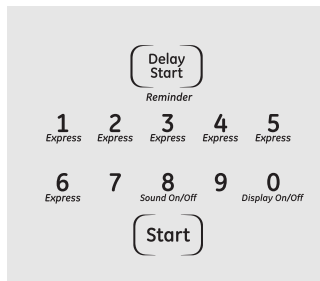 Delay
Start
Reminder
1 2 3 4 5
Express Express Express Express Express
6 7 8 9 0
Express Sound On/Off Display On/Off
Start